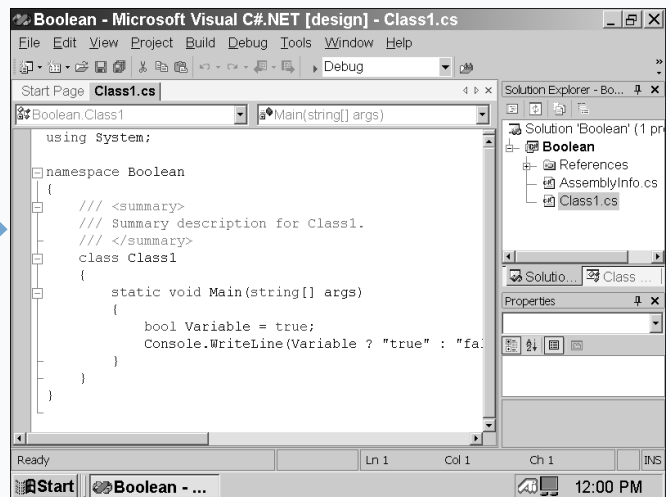 Boolean - Microsoft Visual C#.NET [design] - Class1.cs
File Edit View Project Build Debug Tools Window Help
Debug
Start Page Class1.cs
Boolean.Class1
Main(string[] args)
using System;
namespace Boolean
{
/// <summary>
/// Summary description for Class1.
/// </summary>
class Class1
{
static void Main(string[] args)
{
bool Variable = true;
Console.WriteLine(Variable ? "true" : "fal
}
}
}
Solution Explorer - Bo...
Solution 'Boolean' (1 pr
Boolean
References
AssemblyInfo.cs
Class1.cs
Solutio... Class ...
Properties
Ready Ln 1 Col 1 Ch 1 INS
Start Boolean - ... 12:00 PM